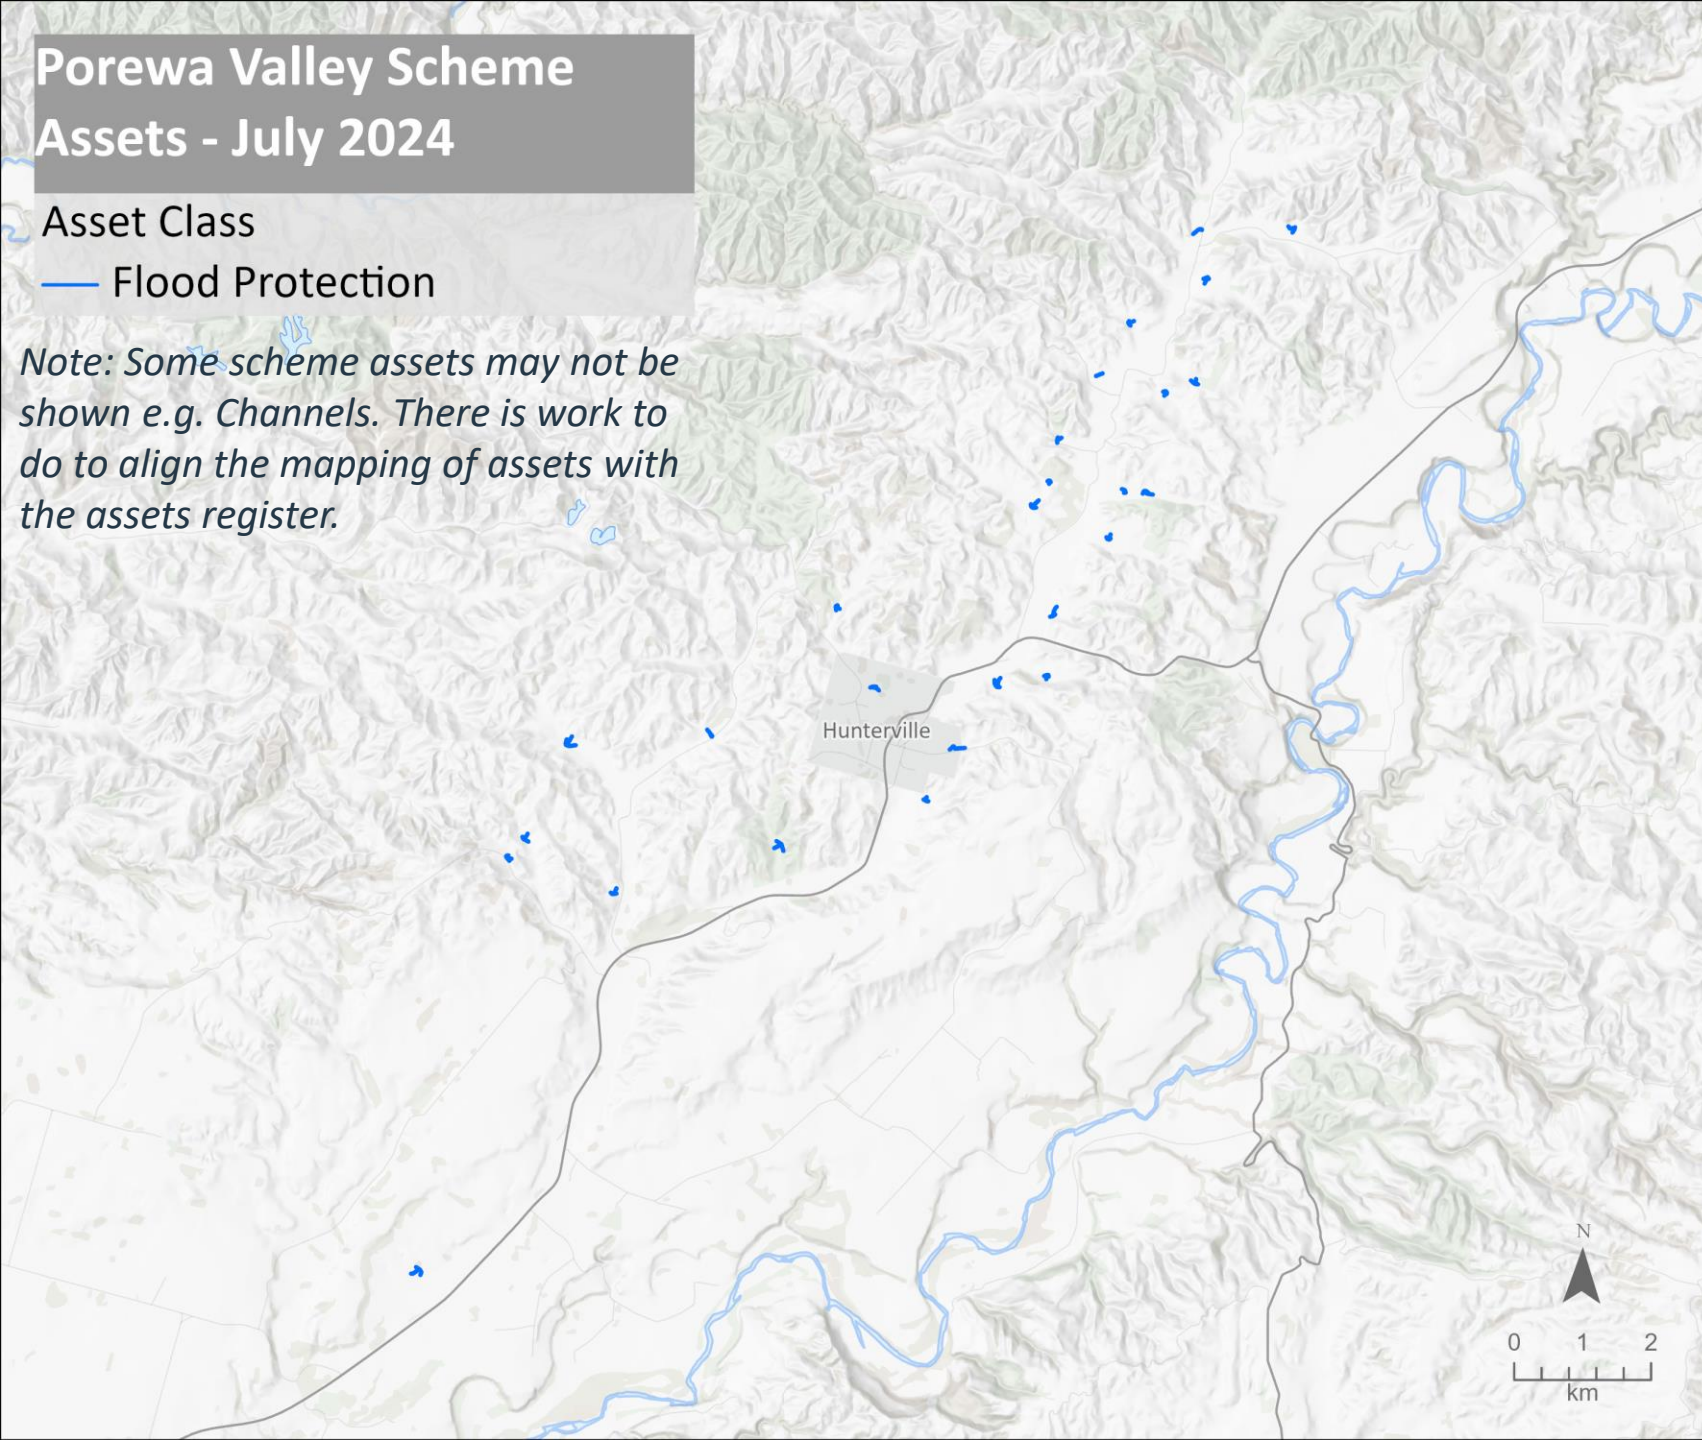 Porewa Valley Scheme
Assets - July 2024
Asset Class
Flood Protection
Note: Some scheme assets may not be
shown e.g. Channels. There is work to
do to align the mapping of assets with
the assets register.
Hunterville
N
0 1 2
km